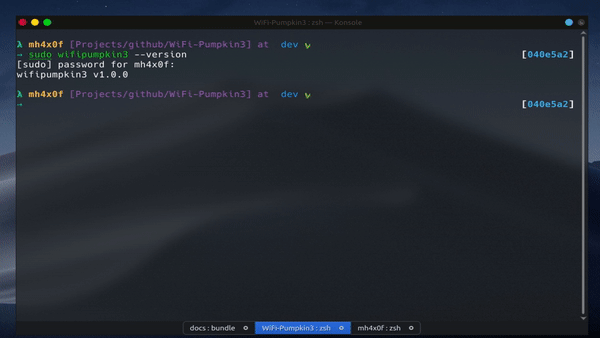 WiFi-Pumpkin3 : zsh — Konsole
λ mh4x0f [Projects/github/WiFi-Pumpkin3] at dev
→ sudo wifipumpkin3 --version [040e5a2]
[sudo] password for mh4x0f:
wifipumpkin3 v1.0.0
λ mh4x0f [Projects/github/WiFi-Pumpkin3] at dev
→ [040e5a2]
docs : bundle WiFi-Pumpkin3 : zsh mh4x0f : zsh